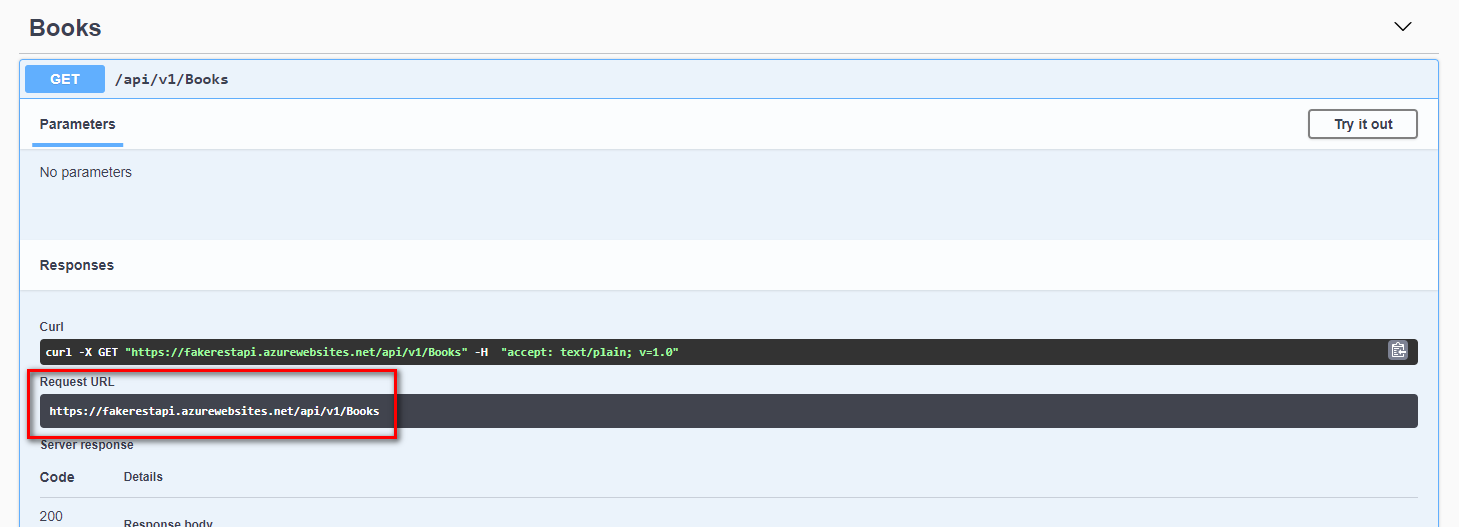 Books
GET /api/v1/Books
Parameters Try it out
No parameters
Responses
Curl
curl -X GET "https://fakerestapi.azurewebsites.net/api/v1/Books" -H  "accept: text/plain; v=1.0"
Request URL
https://fakerestapi.azurewebsites.net/api/v1/Books
Server response
Code Details
200
Response body